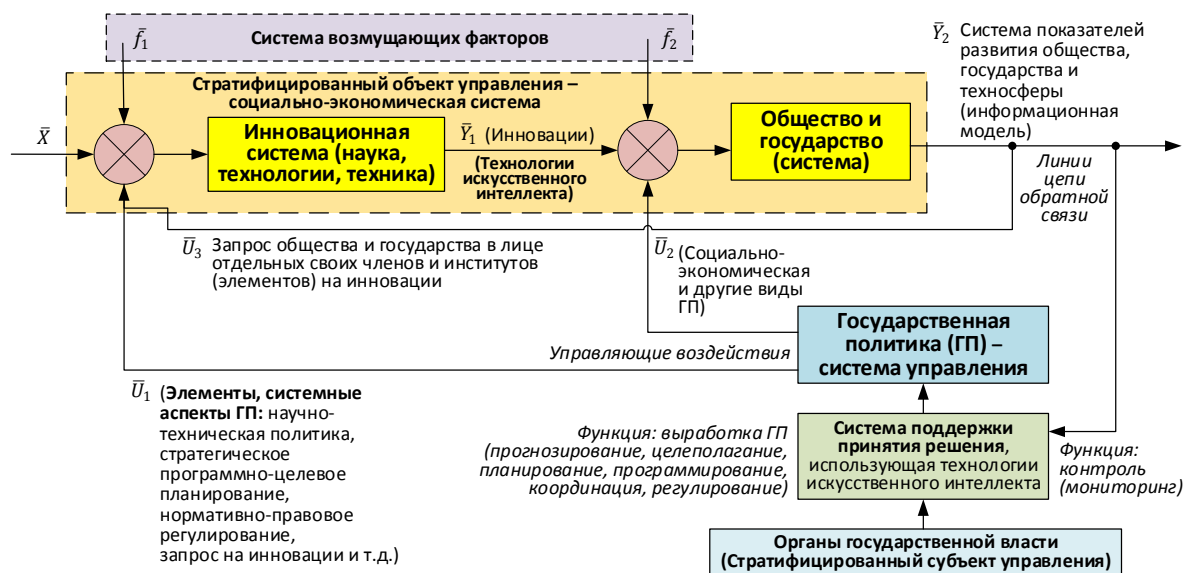 f̄₁
Система возмущающих факторов
f̄₂
Ȳ₂ Система показателей
развития общества,
государства и
техносферы
(информационная
модель)
Стратифицированный объект управления –
социально-экономическая система
X̄
Инновационная
система (наука,
технологии, техника)
Ȳ₁ (Инновации)
(Технологии
искусственного
интеллекта)
Общество и
государство
(система)
Линии
цепи
обратной
связи
Ū₃ Запрос общества и государства в лице
отдельных своих членов и институтов
(элементов) на инновации
Ū₂ (Социально-
экономическая
и другие виды
ГП)
Государственная
политика (ГП) –
система управления
Управляющие воздействия
Ū₁ (Элементы, системные
аспекты ГП: научно-
техническая политика,
стратегическое
программно-целевое
планирование,
нормативно-правовое
регулирование,
запрос на инновации и т.д.)
Функция: выработка ГП
(прогнозирование, целеполагание,
планирование, программирование,
координация, регулирование)
Система поддержки
принятия решения,
использующая технологии
искусственного интеллекта
Функция:
контроль
(мониторинг)
Органы государственной власти
(Стратифицированный субъект управления)